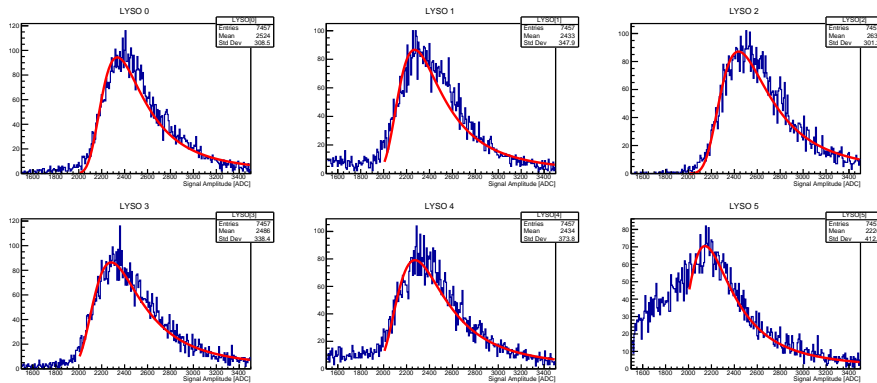 LYSO 0
LYSO[0]
Entries 7457
Mean 2524
Std Dev 308.5
120
100
80
60
40
20
0
1600 1800 2000 2200 2400 2600 2800 3000 3200 3400
Signal Amplitude [ADC]
LYSO 1
LYSO[1]
Entries 7457
Mean 2433
Std Dev 347.9
100
80
60
40
20
0
1600 1800 2000 2200 2400 2600 2800 3000 3200 3400
Signal Amplitude [ADC]
LYSO 2
LYSO[2]
Entries 745
Mean 263
Std Dev 301.
100
80
60
40
20
0
1600 1800 2000 2200 2400 2600 2800 3000 3200 3400
Signal Amplitude [ADC]
LYSO 3
LYSO[3]
Entries 7457
Mean 2486
Std Dev 338.4
120
100
80
60
40
20
0
1600 1800 2000 2200 2400 2600 2800 3000 3200 3400
Signal Amplitude [ADC]
LYSO 4
LYSO[4]
Entries 7457
Mean 2434
Std Dev 373.8
100
80
60
40
20
0
1600 1800 2000 2200 2400 2600 2800 3000 3200 3400
Signal Amplitude [ADC]
LYSO 5
LYSO[5]
Entries 745
Mean 222
Std Dev 412.
80
70
60
50
40
30
20
10
0
1600 1800 2000 2200 2400 2600 2800 3000 3200 3400
Signal Amplitude [ADC]